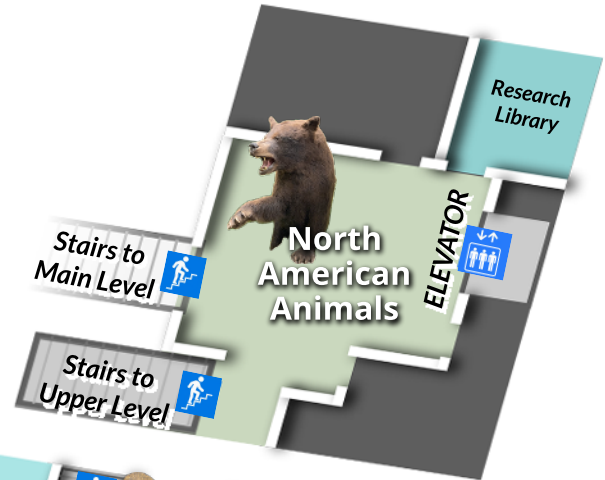 Research
Library
ELEVATOR
North
American
Animals
Stairs to
Main Level
Stairs to
Upper Level